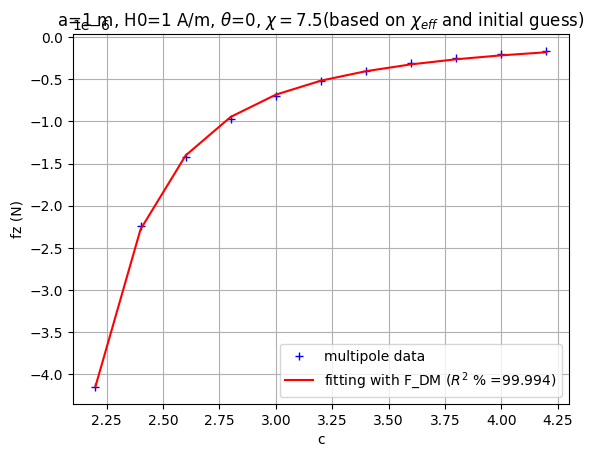 a=1 m, H0=1 A/m, θ=0, χ = 7.5(based on χ_eff and initial guess)
1e−6
0.0
−0.5
−1.0
−1.5
−2.0
−2.5
−3.0
−3.5
−4.0
fz (N)
multipole data
fitting with F_DM (R² % =99.994)
2.25 2.50 2.75 3.00 3.25 3.50 3.75 4.00 4.25
c